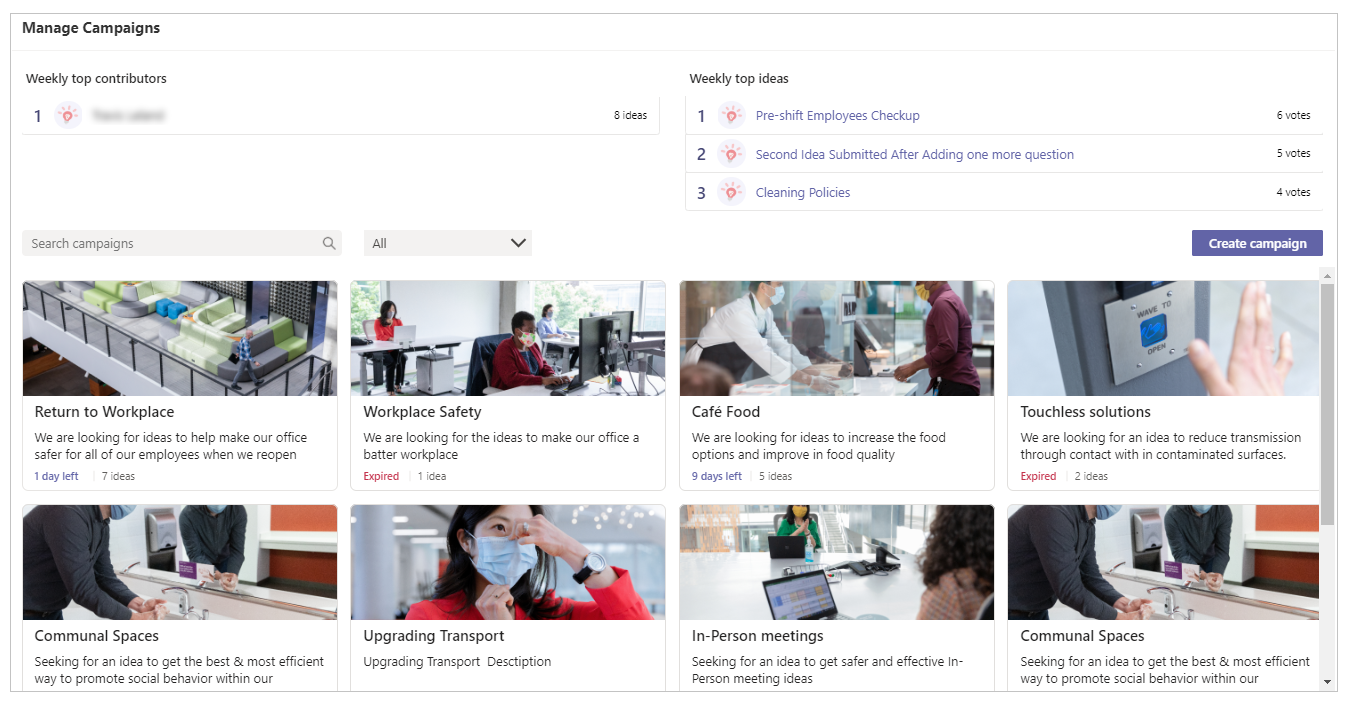 Manage Campaigns
Weekly top contributors
1
8 ideas
Weekly top ideas
1 Pre-shift Employees Checkup 6 votes
2 Second Idea Submitted After Adding one more question 5 votes
3 Cleaning Policies 4 votes
Search campaigns
All
Create campaign
Return to Workplace
We are looking for ideas to help make our office
safer for all of our employees when we reopen
1 day left 7 ideas
Workplace Safety
We are looking for the ideas to make our office a
batter workplace
Expired 1 idea
Café Food
We are looking for ideas to increase the food
options and improve in food quality
9 days left 5 ideas
WAVE TO
OPEN
Touchless solutions
We are looking for an idea to reduce transmission
through contact with in contaminated surfaces.
Expired 2 ideas
Communal Spaces
Seeking for an idea to get the best & most efficient
way to promote social behavior within our
Upgrading Transport
Upgrading Transport Desctiption
In-Person meetings
Seeking for an idea to get safer and effective In-
Person meeting ideas
Communal Spaces
Seeking for an idea to get the best & most efficient
way to promote social behavior within our